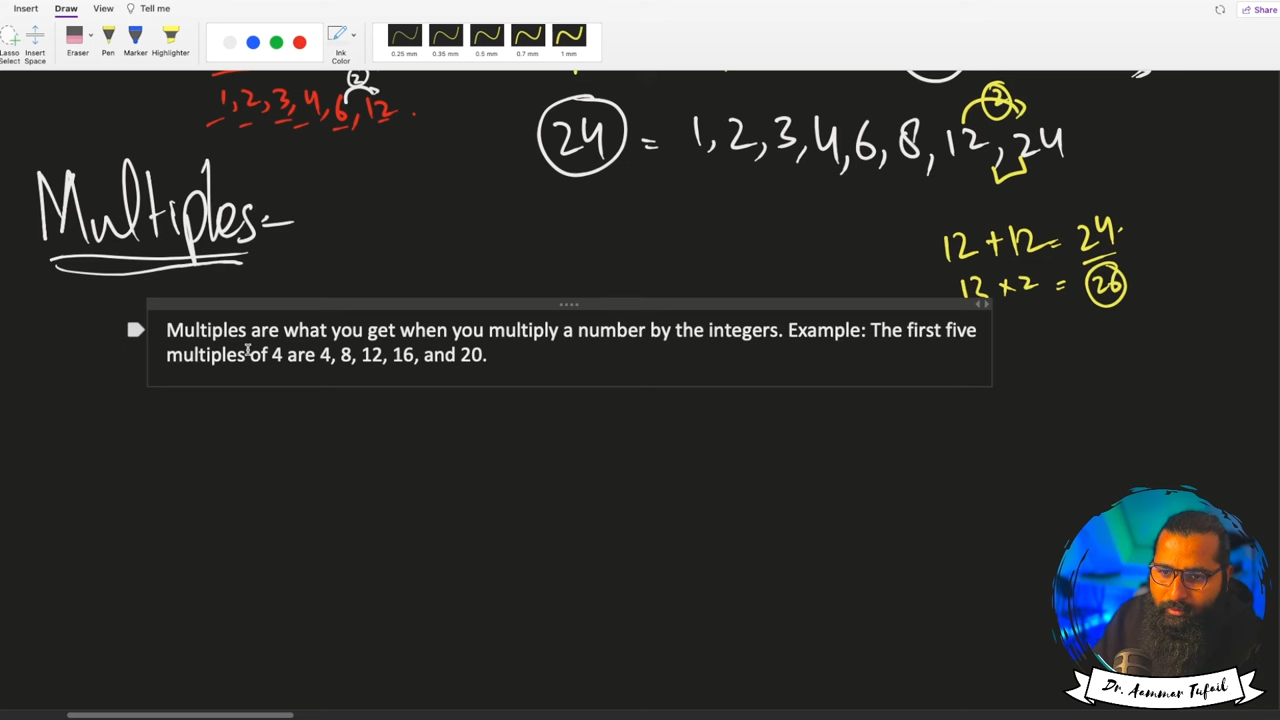 Insert Draw View Tell me Share
Lasso Select Insert Space Eraser Pen Marker Highlighter Ink Color 0.25 mm 0.35 mm 0.5 mm 0.7 mm 1 mm
2
1, 2, 3, 4, 6, 12.
2
24 = 1, 2, 3, 4, 6, 8, 12, 24
Multiples=
12 + 12 = 24.
12 × 2 = 26
Multiples are what you get when you multiply a number by the integers. Example: The first five
multiples of 4 are 4, 8, 12, 16, and 20.
Dr. Aammar Tufail